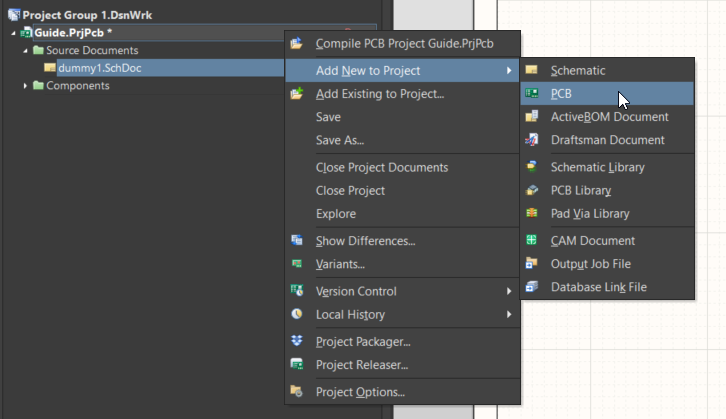 Project Group 1.DsnWrk
Guide.PrjPcb *
Source Documents
dummy1.SchDoc
Components
Compile PCB Project Guide.PrjPcb
Add New to Project
Add Existing to Project...
Save
Save As...
Close Project Documents
Close Project
Explore
Show Differences...
Variants...
Version Control
Local History
Project Packager...
Project Releaser...
Project Options...
Schematic
PCB
ActiveBOM Document
Draftsman Document
Schematic Library
PCB Library
Pad Via Library
CAM Document
Output Job File
Database Link File